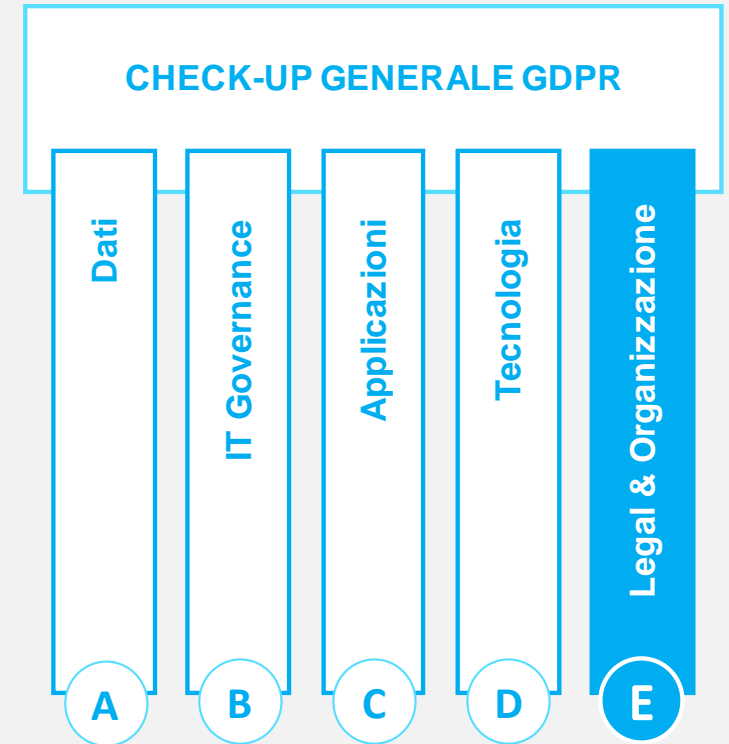 CHECK-UP GENERALE GDPR
Dati
IT Governance
Applicazioni
Tecnologia
Legal & Organizzazione
A
B
C
D
E